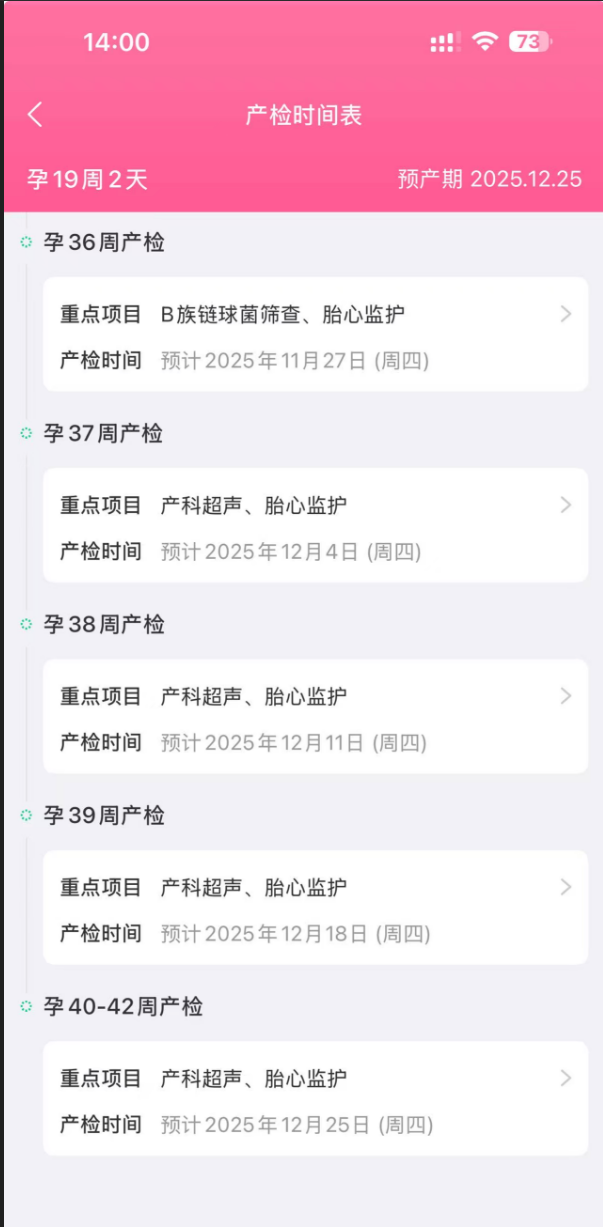 14:00
73
产检时间表
孕19周2天 预产期 2025.12.25
孕36周产检
重点项目 B族链球菌筛查、胎心监护
产检时间 预计2025年11月27日 (周四)
孕37周产检
重点项目 产科超声、胎心监护
产检时间 预计2025年12月4日 (周四)
孕38周产检
重点项目 产科超声、胎心监护
产检时间 预计2025年12月11日 (周四)
孕39周产检
重点项目 产科超声、胎心监护
产检时间 预计2025年12月18日 (周四)
孕40-42周产检
重点项目 产科超声、胎心监护
产检时间 预计2025年12月25日 (周四)